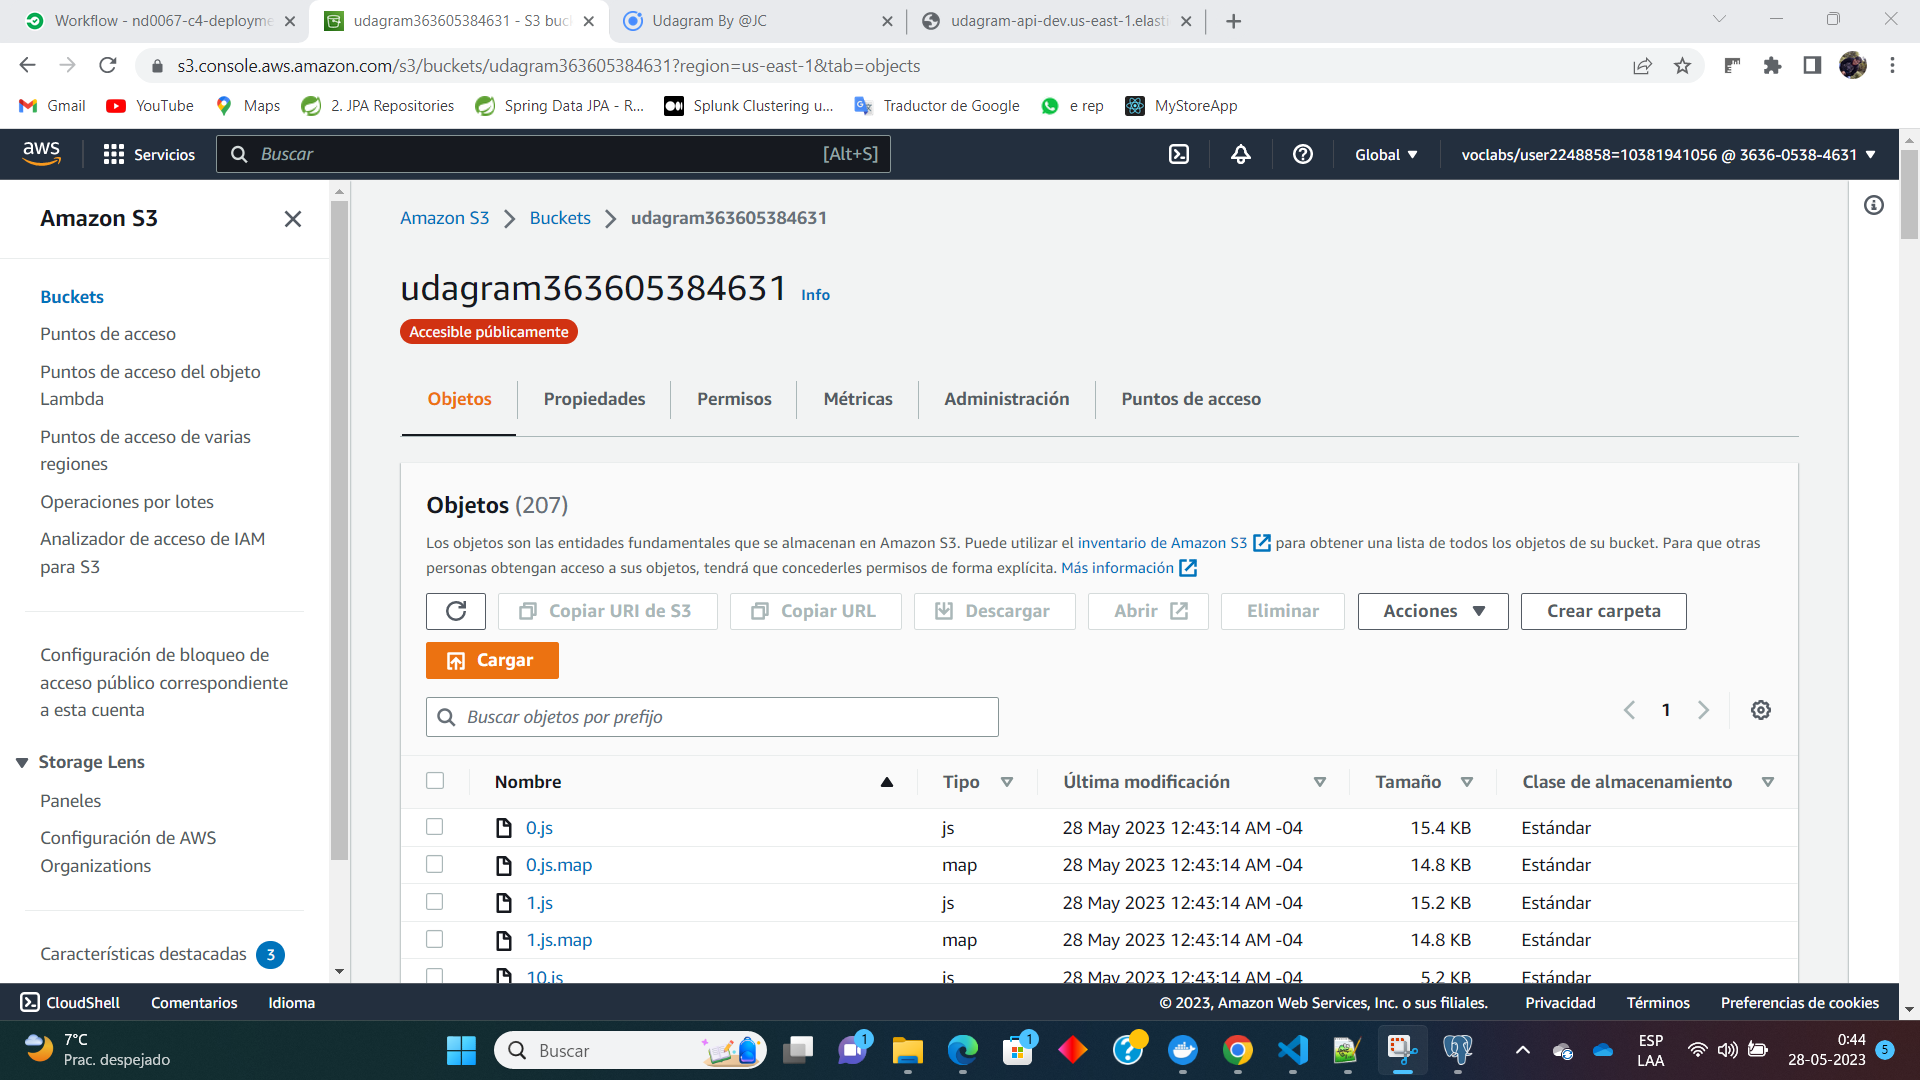 Workflow - nd0067-c4-deployme
udagram363605384631 - S3 buc
Udagram By @JC
udagram-api-dev.us-east-1.elasti
s3.console.aws.amazon.com/s3/buckets/udagram363605384631?region=us-east-1&tab=objects
Gmail
YouTube
Maps
2. JPA Repositories
Spring Data JPA - R...
Splunk Clustering u...
Traductor de Google
e rep
MyStoreApp
aws
Servicios
Buscar
[Alt+S]
Global
voclabs/user2248858=10381941056 @ 3636-0538-4631
Amazon S3
Buckets
Puntos de acceso
Puntos de acceso del objeto
Lambda
Puntos de acceso de varias
regiones
Operaciones por lotes
Analizador de acceso de IAM
para S3
Configuración de bloqueo de
acceso público correspondiente
a esta cuenta
Storage Lens
Paneles
Configuración de AWS
Organizations
Características destacadas 3
Amazon S3 Buckets udagram363605384631
udagram363605384631 Info
Accesible públicamente
Objetos
Propiedades
Permisos
Métricas
Administración
Puntos de acceso
Objetos (207)
Los objetos son las entidades fundamentales que se almacenan en Amazon S3. Puede utilizar el inventario de Amazon S3 para obtener una lista de todos los objetos de su bucket. Para que otras
personas obtengan acceso a sus objetos, tendrá que concederles permisos de forma explícita. Más información
Copiar URI de S3
Copiar URL
Descargar
Abrir
Eliminar
Acciones
Crear carpeta
Cargar
Buscar objetos por prefijo
1
Nombre Tipo Última modificación Tamaño Clase de almacenamiento
0.js js 28 May 2023 12:43:14 AM -04 15.4 KB Estándar
0.js.map map 28 May 2023 12:43:14 AM -04 14.8 KB Estándar
1.js js 28 May 2023 12:43:14 AM -04 15.2 KB Estándar
1.js.map map 28 May 2023 12:43:14 AM -04 14.8 KB Estándar
10.js js 28 May 2023 12:43:14 AM -04 5.2 KB Estándar
CloudShell
Comentarios
Idioma
© 2023, Amazon Web Services, Inc. o sus filiales.
Privacidad
Términos
Preferencias de cookies
7°C
Prac. despejado
Buscar
1
1
ESP
LAA
0:44
28-05-2023
5